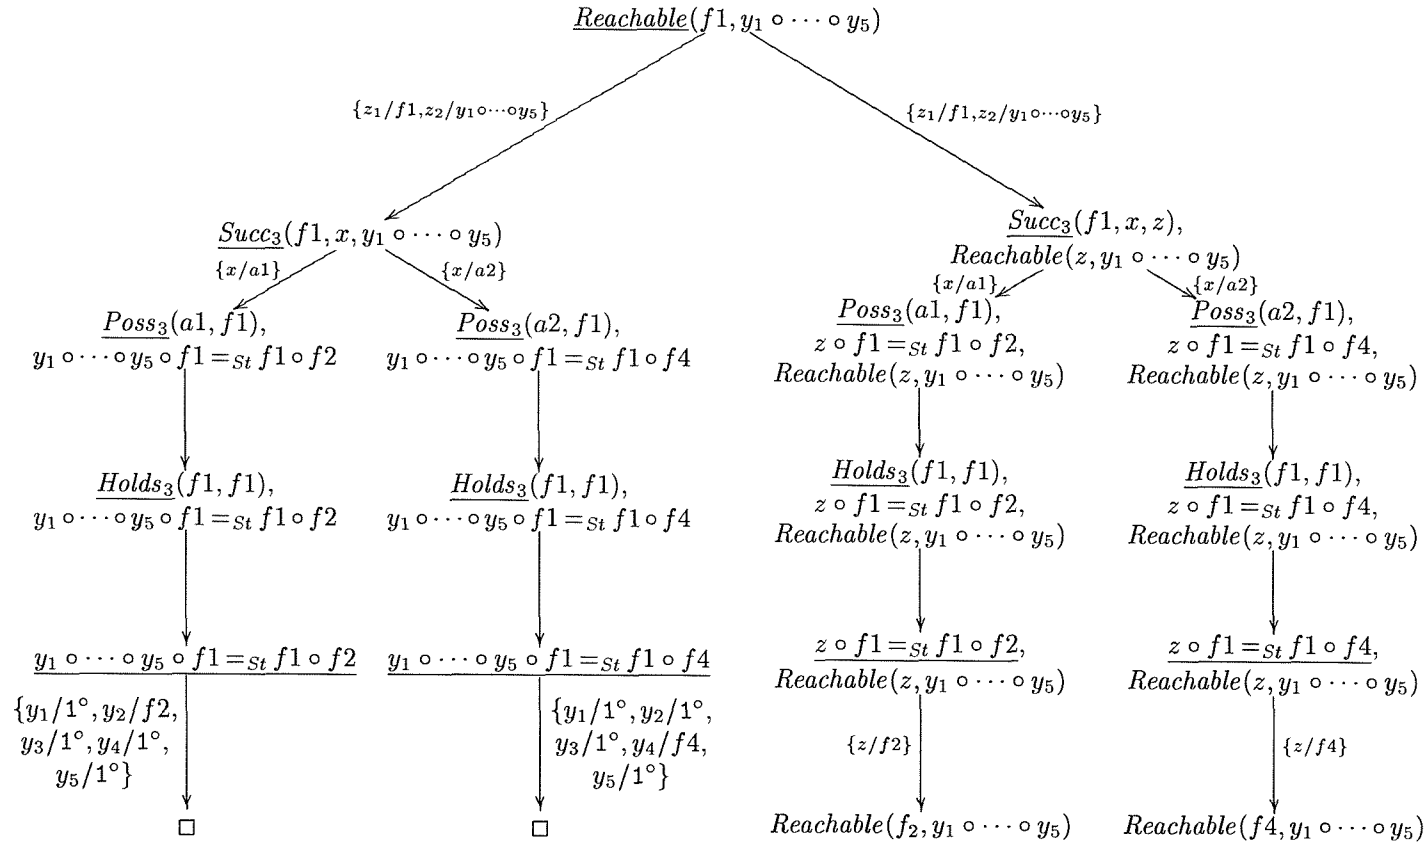 Reachable(f1, y₁ ∘ ⋯ ∘ y₅)
{z₁/f1,z₂/y₁∘⋯∘y₅}
{z₁/f1,z₂/y₁∘⋯∘y₅}
Succ₃(f1, x, y₁ ∘ ⋯ ∘ y₅)
{x/a1}
{x/a2}
Succ₃(f1, x, z),
Reachable(z, y₁ ∘ ⋯ ∘ y₅)
{x/a1}
{x/a2}
Poss₃(a1, f1),
y₁ ∘ ⋯ ∘ y₅ ∘ f1 =St f1 ∘ f2
Poss₃(a2, f1),
y₁ ∘ ⋯ ∘ y₅ ∘ f1 =St f1 ∘ f4
Poss₃(a1, f1),
z ∘ f1 =St f1 ∘ f2,
Reachable(z, y₁ ∘ ⋯ ∘ y₅)
Poss₃(a2, f1),
z ∘ f1 =St f1 ∘ f4,
Reachable(z, y₁ ∘ ⋯ ∘ y₅)
Holds₃(f1, f1),
y₁ ∘ ⋯ ∘ y₅ ∘ f1 =St f1 ∘ f2
Holds₃(f1, f1),
y₁ ∘ ⋯ ∘ y₅ ∘ f1 =St f1 ∘ f4
Holds₃(f1, f1),
z ∘ f1 =St f1 ∘ f2,
Reachable(z, y₁ ∘ ⋯ ∘ y₅)
Holds₃(f1, f1),
z ∘ f1 =St f1 ∘ f4,
Reachable(z, y₁ ∘ ⋯ ∘ y₅)
y₁ ∘ ⋯ ∘ y₅ ∘ f1 =St f1 ∘ f2
y₁ ∘ ⋯ ∘ y₅ ∘ f1 =St f1 ∘ f4
z ∘ f1 =St f1 ∘ f2,
Reachable(z, y₁ ∘ ⋯ ∘ y₅)
z ∘ f1 =St f1 ∘ f4,
Reachable(z, y₁ ∘ ⋯ ∘ y₅)
{y₁/1°, y₂/f2,
y₃/1°, y₄/1°,
y₅/1°}
{y₁/1°, y₂/1°,
y₃/1°, y₄/f4,
y₅/1°}
{z/f2}
{z/f4}
□
□
Reachable(f₂, y₁ ∘ ⋯ ∘ y₅)
Reachable(f4, y₁ ∘ ⋯ ∘ y₅)